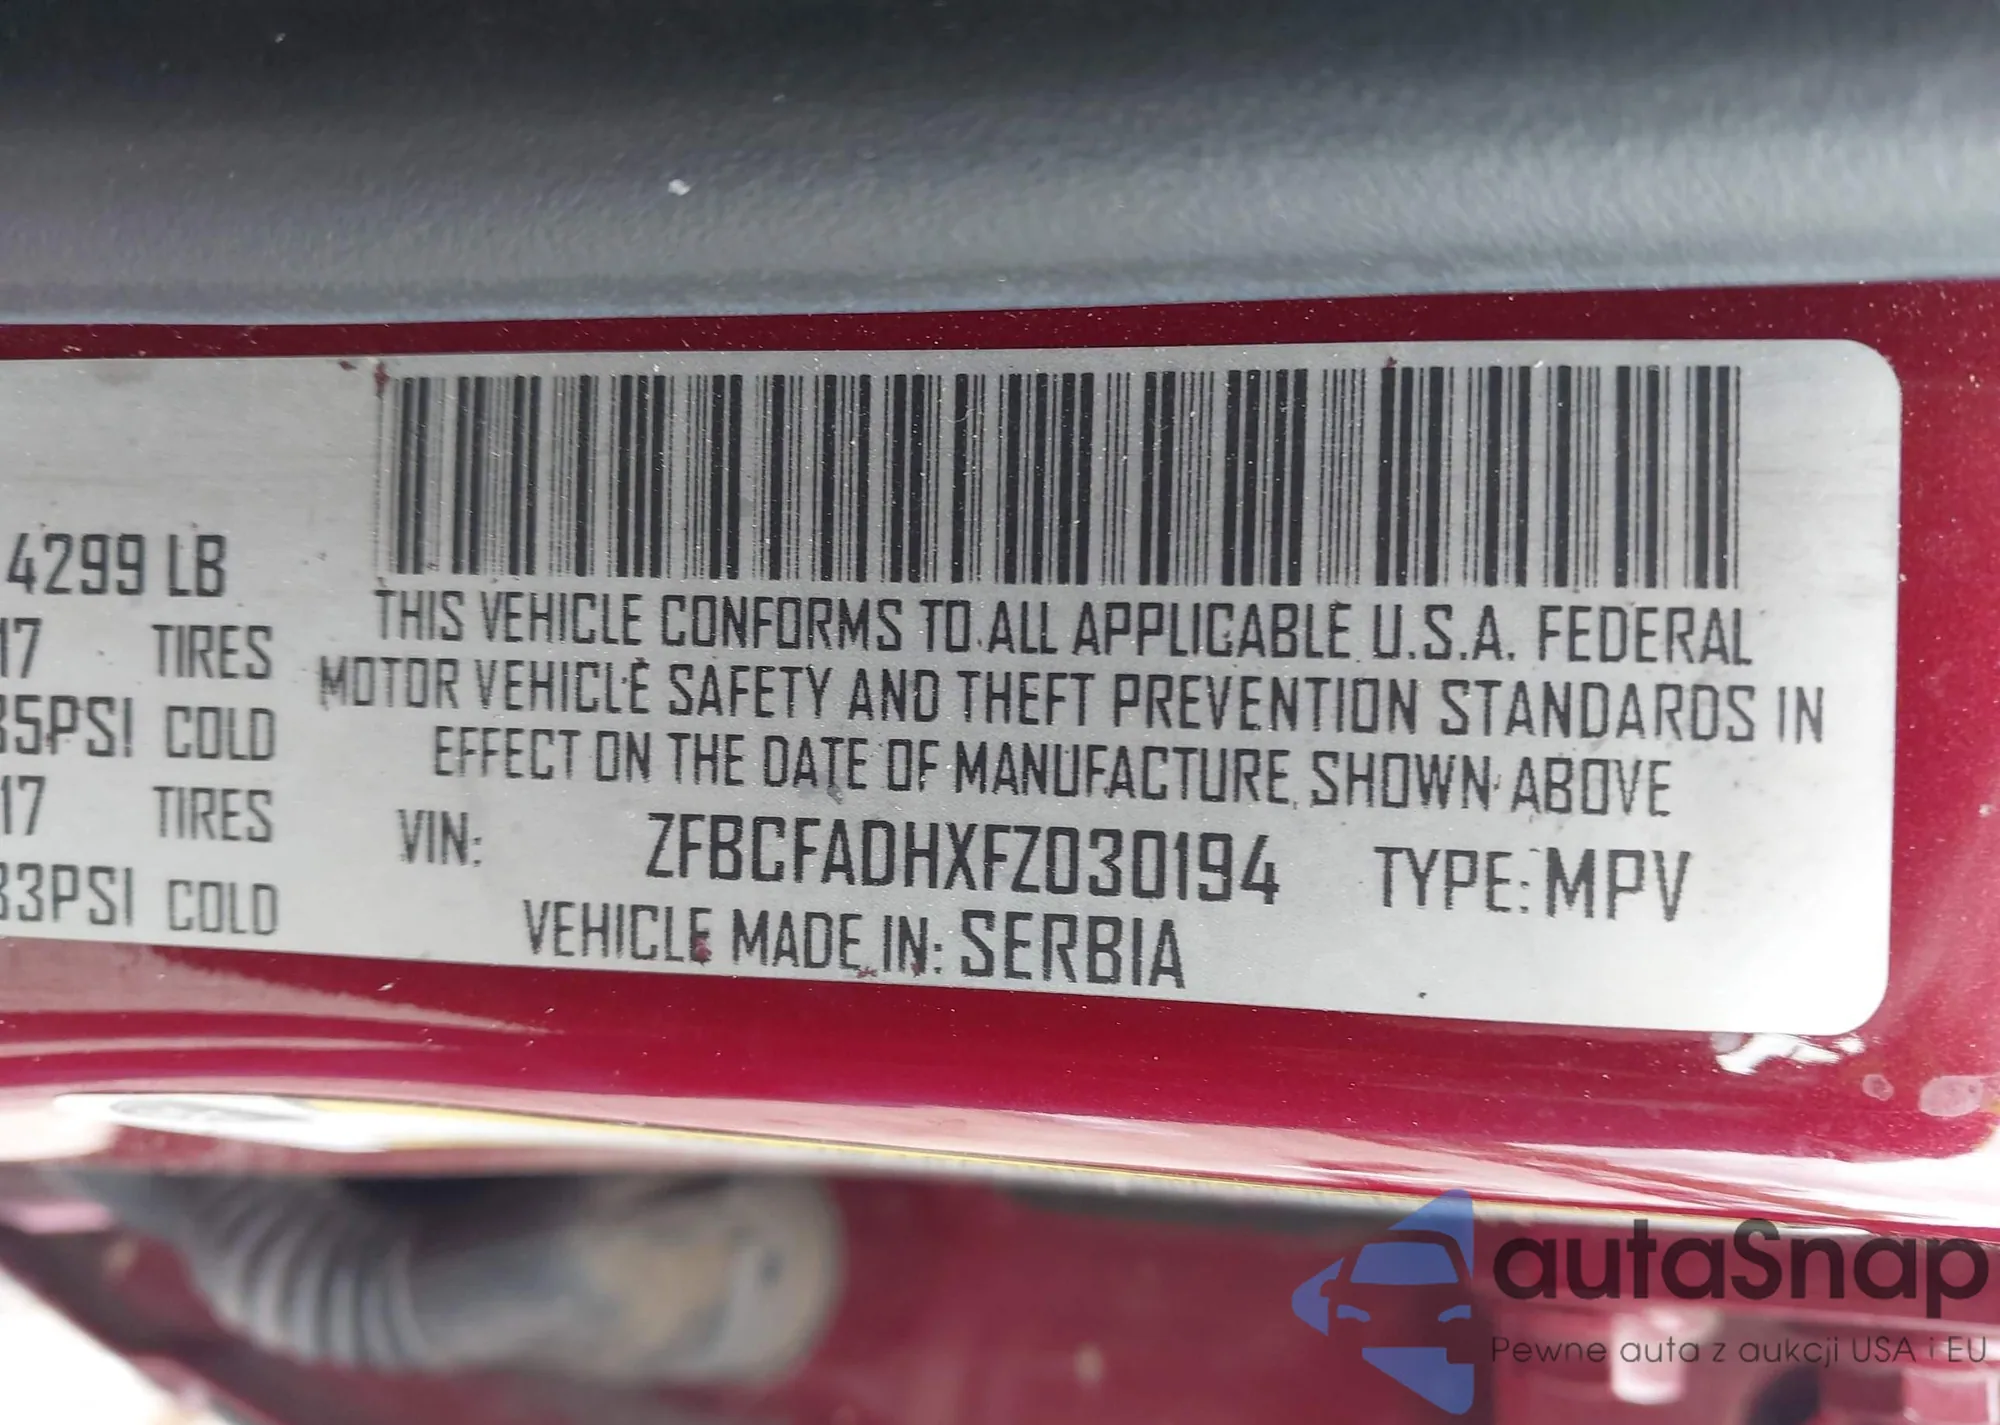 4299 LB
17 TIRES
35PSI COLD
17 TIRES
33PSI COLD
THIS VEHICLE CONFORMS TO ALL APPLICABLE U.S.A. FEDERAL
MOTOR VEHICLE SAFETY AND THEFT PREVENTION STANDARDS IN
EFFECT ON THE DATE OF MANUFACTURE SHOWN ABOVE
VIN: ZFBCFADHXFZ030194 TYPE: MPV
VEHICLE MADE IN: SERBIA
autaSnap
Pewne auta z aukcji USA i EU